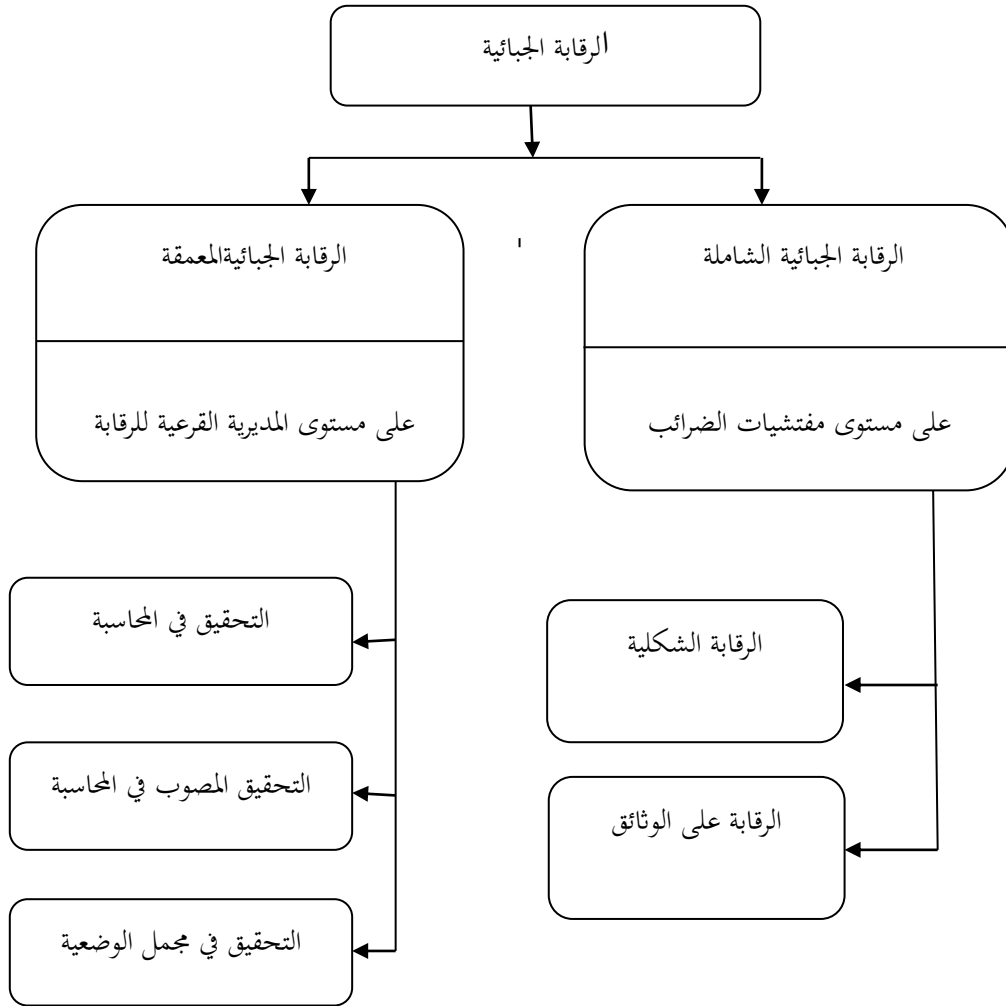 الرقابة الجبائية
الرقابة الجبائية الشاملة
على مستوى مفتشيات الضرائب
الرقابة الشكلية
الرقابة على الوثائق
الرقابة الجبائيةالمعمقة
على مستوى المديرية القرعية للرقابة
التحقيق في المحاسبة
التحقيق المصوب في المحاسبة
التحقيق في مجمل الوضعية